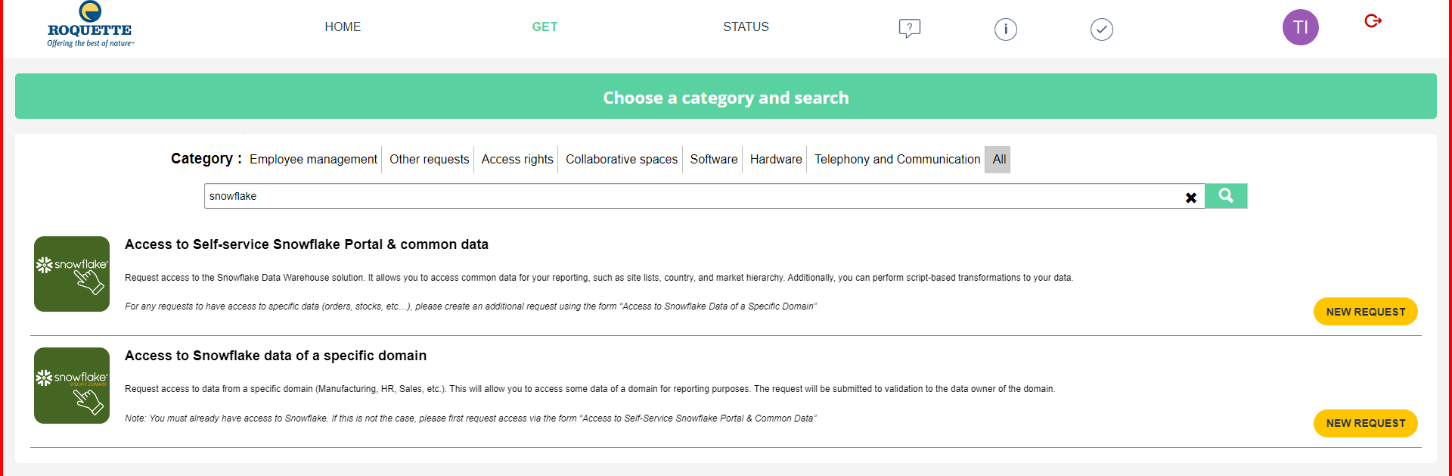 ROQUETTE
Offering the best of nature™
HOME
GET
STATUS
?
i
TI
Choose a category and search
Category : Employee management Other requests Access rights Collaborative spaces Software Hardware Telephony and Communication All
snowflake
Access to Self-service Snowflake Portal & common data
snowflake®
Request access to the Snowflake Data Warehouse solution. It allows you to access common data for your reporting, such as site lists, country, and market hierarchy. Additionally, you can perform script-based transformations to your data.
For any requests to have access to specific data (orders, stocks, etc…), please create an additional request using the form "Access to Snowflake Data of a Specific Domain"
NEW REQUEST
Access to Snowflake data of a specific domain
snowflake®
SPECIFIC DOMAIN
Request access to data from a specific domain (Manufacturing, HR, Sales, etc.). This will allow you to access some data of a domain for reporting purposes. The request will be submitted to validation to the data owner of the domain.
Note: You must already have access to Snowflake. If this is not the case, please first request access via the form "Access to Self-Service Snowflake Portal & Common Data"
NEW REQUEST